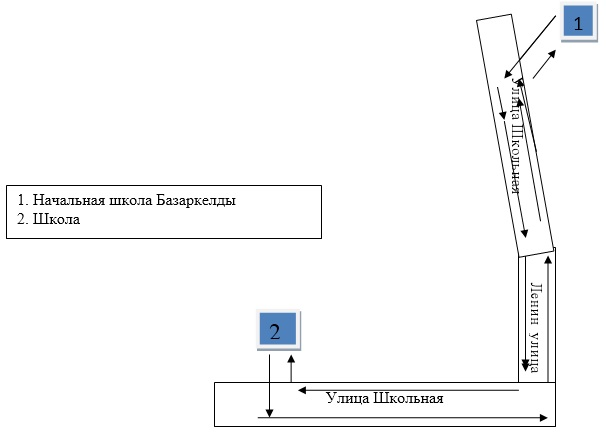 1
Улица Школьная
1. Начальная школа Базаркелды
2. Школа
Ленин улица
2
Улица Школьная